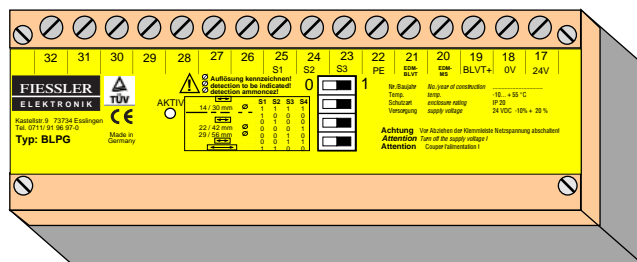 32 31 30 29 28 27 26 25 24 23 22 21 20 19 18 17
S1 S2 S3 PE EDM-BLVT EDM-MS BLVT+ 0V 24V
FIESSLER
ELEKTRONIK
Kastellstr.9 73734 Esslingen
Tel. 0711/ 91 96 97-0
Typ: BLPG
TÜV
CE
Made in
Germany
AKTIV
Auflösung kennzeichnen!
detection to be indicated!
detection ammoncez!
S1 S2 S3 S4
14 / 30 mm
22 / 42 mm
29 / 56 mm
0 1
Nr./Baujahr No./year of construction
Temp. temp. -10... + 55 °C
Schutzart enclosure rating IP 20
Versorgung supply voltage 24 VDC -10% + 20 %
Achtung Vor Abziehen der Klemmleiste Netzspannung abschalten!
Attention Turn off the supply voltage !
Attention Couper l'alimentation !